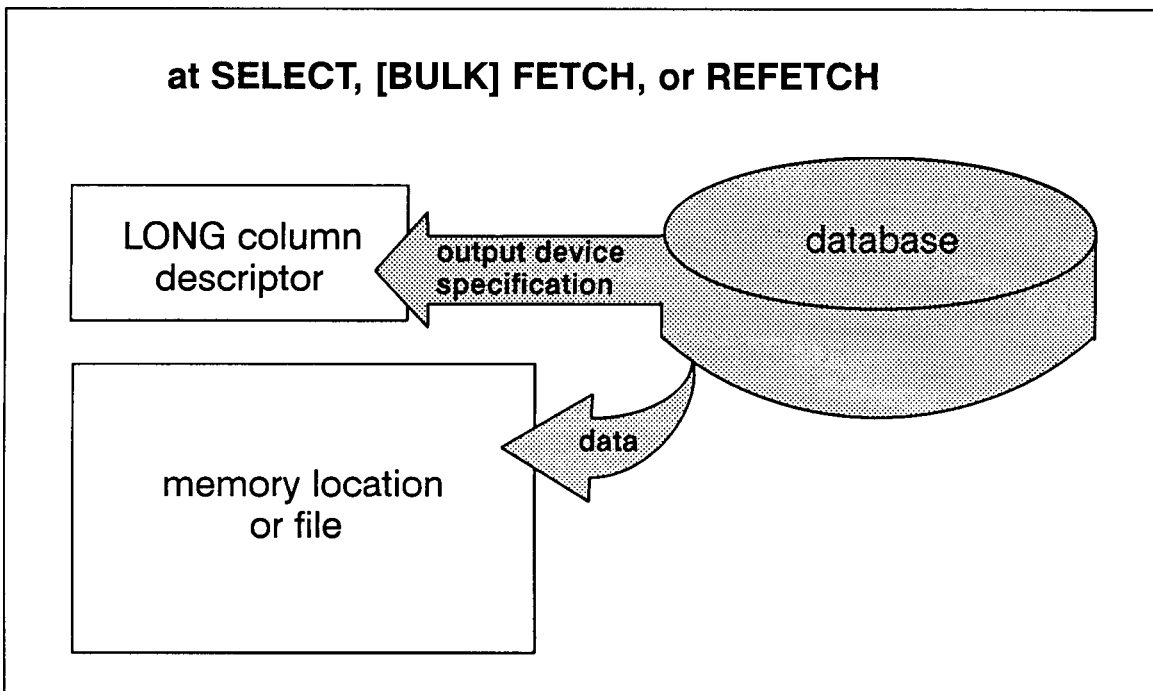 at SELECT, [BULK] FETCH, or REFETCH
LONG column
descriptor
output device
specification
database
data
memory location
or file